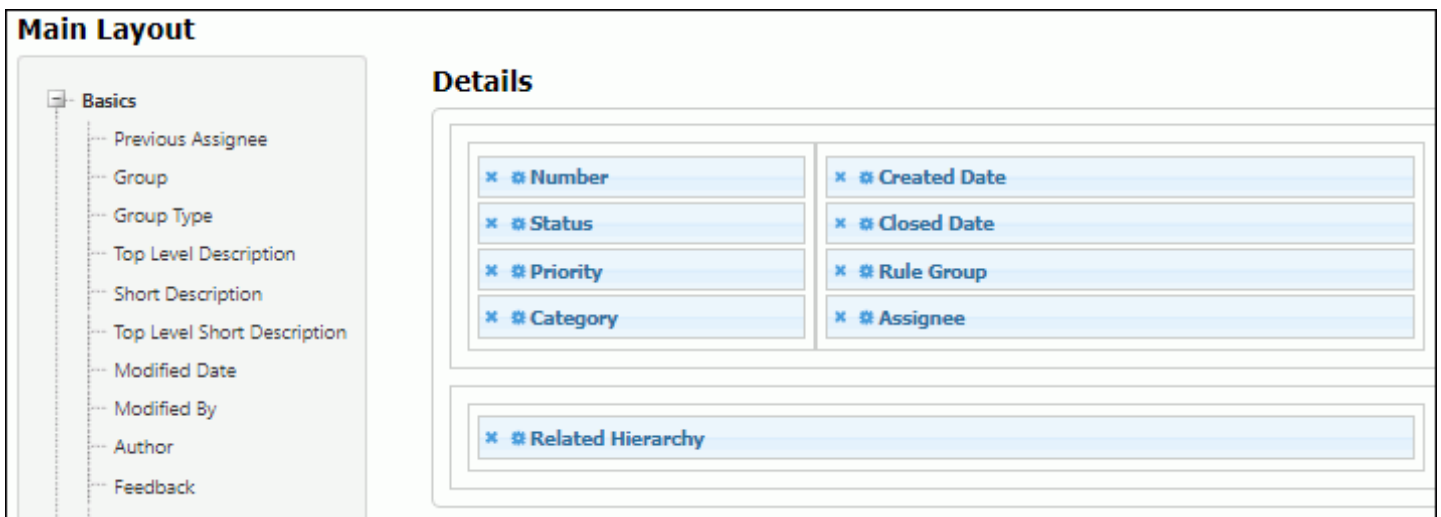 Main Layout
Basics
Previous Assignee
Group
Group Type
Top Level Description
Short Description
Top Level Short Description
Modified Date
Modified By
Author
Feedback
Details
Number
Status
Priority
Category
Created Date
Closed Date
Rule Group
Assignee
Related Hierarchy